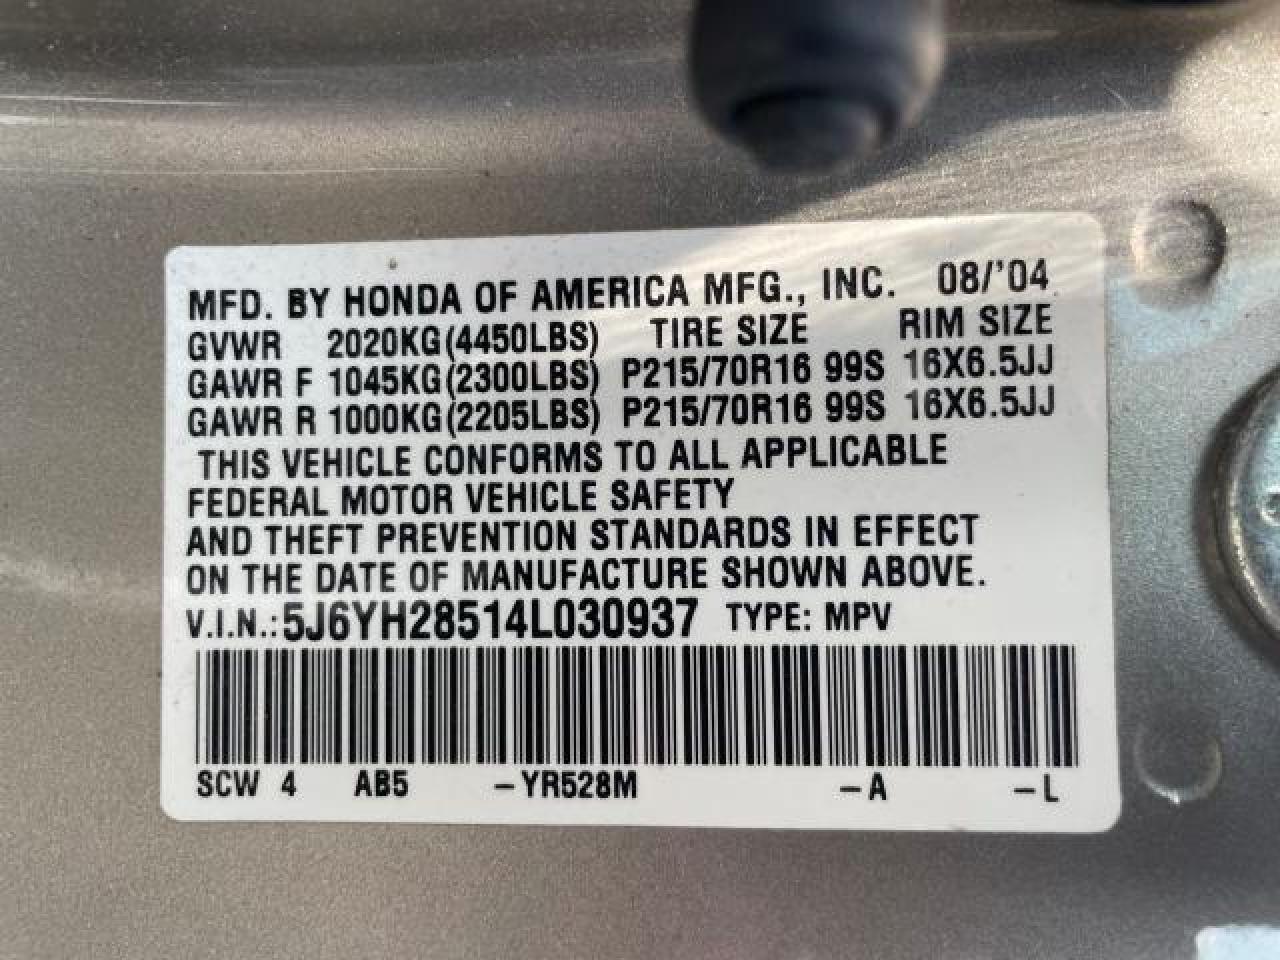 MFD. BY HONDA OF AMERICA MFG., INC. 08/'04
GVWR 2020KG(4450LBS) TIRE SIZE RIM SIZE
GAWR F 1045KG(2300LBS) P215/70R16 99S 16X6.5JJ
GAWR R 1000KG(2205LBS) P215/70R16 99S 16X6.5JJ
THIS VEHICLE CONFORMS TO ALL APPLICABLE
FEDERAL MOTOR VEHICLE SAFETY
AND THEFT PREVENTION STANDARDS IN EFFECT
ON THE DATE OF MANUFACTURE SHOWN ABOVE.
V.I.N.:5J6YH28514L030937 TYPE: MPV
SCW 4 AB5 -YR528M -A -L